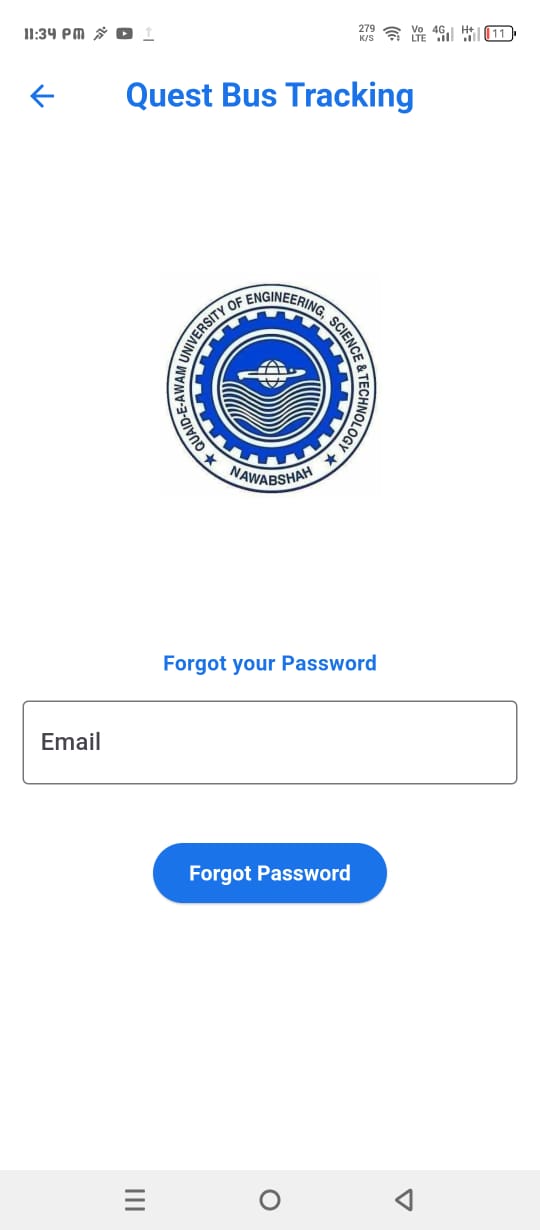 11:34 PM 279 K/S Vo LTE 4G H+ 11
Quest Bus Tracking
QUAID-E-AWAM UNIVERSITY OF ENGINEERING, SCIENCE & TECHNOLOGY
NAWABSHAH
Forgot your Password
Email
Forgot Password